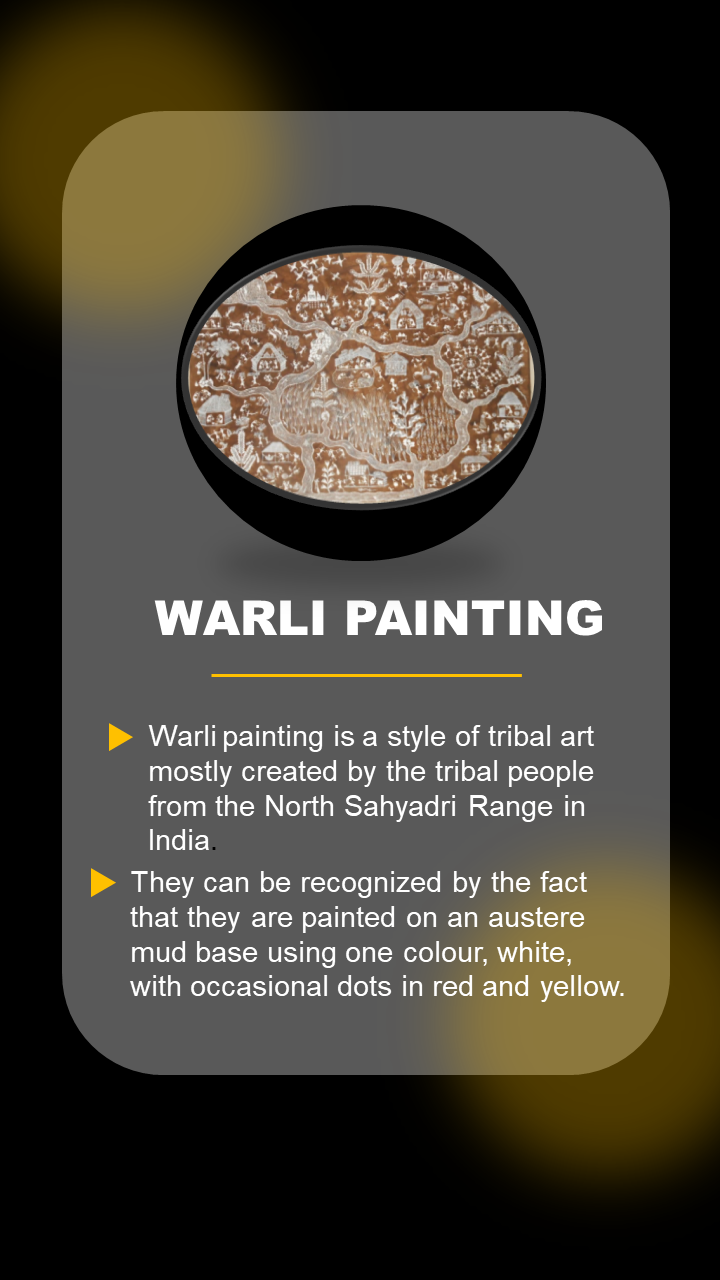 WARLI PAINTING
Warli painting is a style of tribal art
mostly created by the tribal people
from the North Sahyadri Range in
India.
They can be recognized by the fact
that they are painted on an austere
mud base using one colour, white,
with occasional dots in red and yellow.